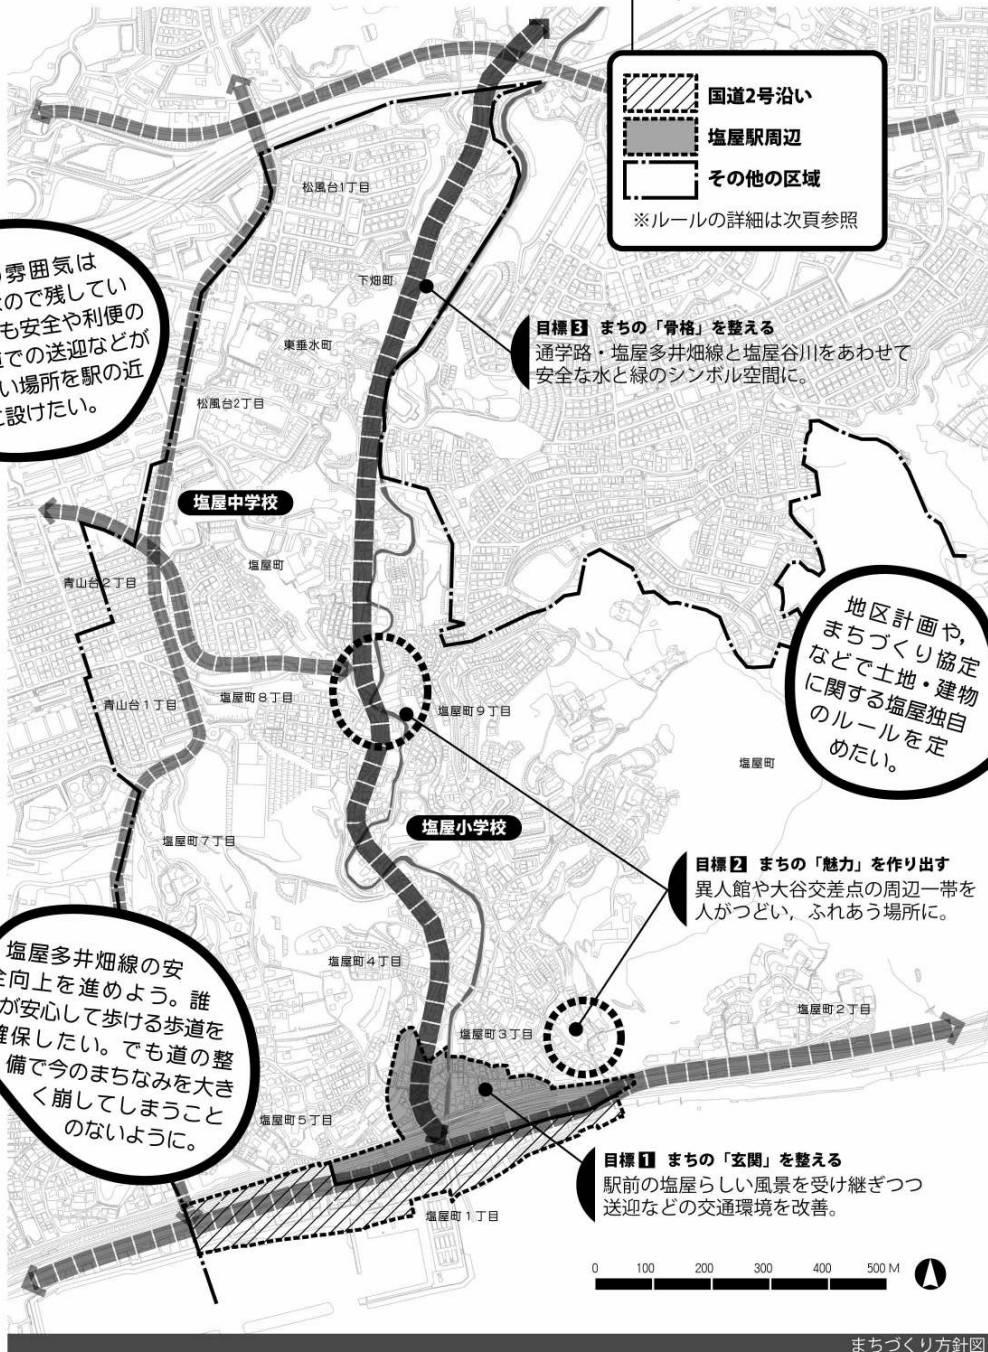 国道2号沿い
塩屋駅周辺
その他の区域
※ルールの詳細は次頁参照
松風台1丁目
下畑町
雰囲気は
ので残してい
も安全や利便の
での送迎などが
い場所を駅の近
に設けたい。
目標3 まちの「骨格」を整える
通学路・塩屋多井畑線と塩屋谷川をあわせて
安全な水と緑のシンボル空間に。
東垂水町
松風台2丁目
塩屋中学校
塩屋町
青山台2丁目
地区計画や,
まちづくり協定
などで土地・建物
に関する塩屋独自
のルールを定
めたい。
青山台1丁目
塩屋町8丁目
塩屋町9丁目
塩屋町
塩屋小学校
塩屋町7丁目
目標2 まちの「魅力」を作り出す
異人館や大谷交差点の周辺一帯を
人がつどい，ふれあう場所に。
塩屋多井畑線の安
全向上を進めよう。誰
が安心して歩ける歩道を
確保したい。でも道の整
備で今のまちなみを大き
く崩してしまうこと
のないように。
塩屋町4丁目
塩屋町3丁目
塩屋町2丁目
塩屋町5丁目
目標1 まちの「玄関」を整える
駅前の塩屋らしい風景を受け継ぎつつ
送迎などの交通環境を改善。
塩屋町1丁目
0 100 200 300 400 500 M
まちづくり方針図